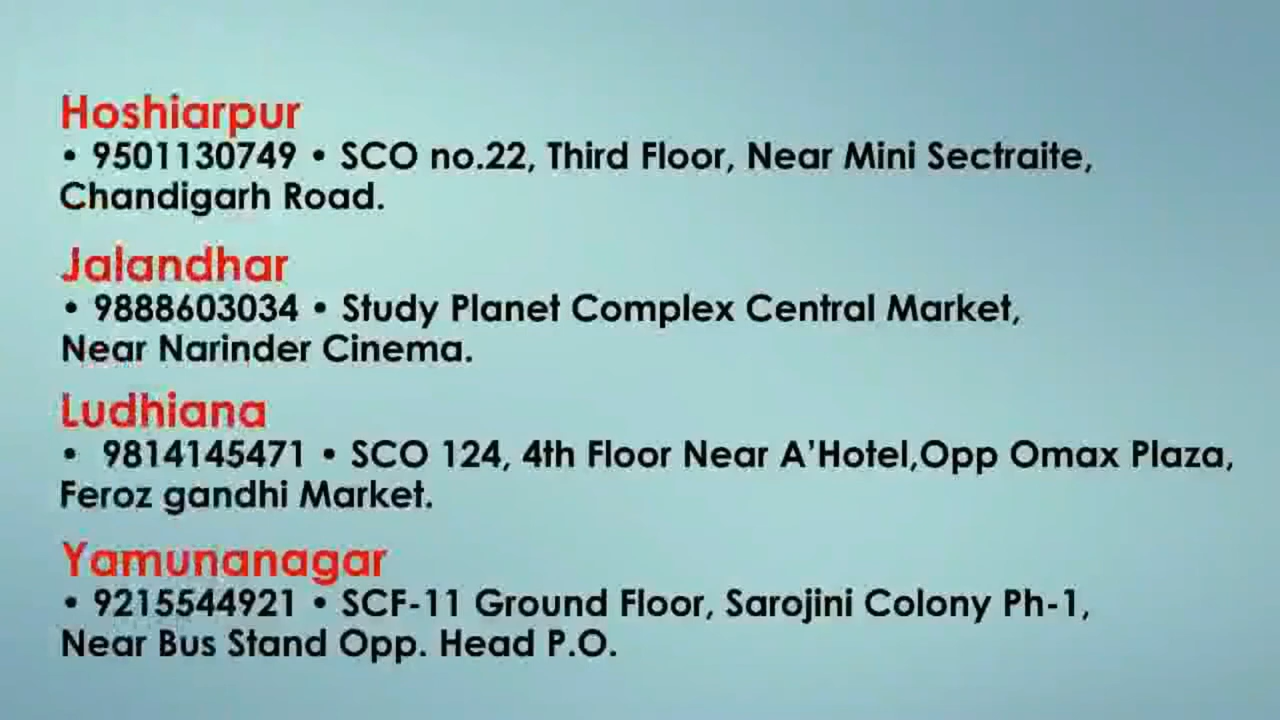 Hoshiarpur
• 9501130749 • SCO no.22, Third Floor, Near Mini Sectraite,
Chandigarh Road.
Jalandhar
• 9888603034 • Study Planet Complex Central Market,
Near Narinder Cinema.
Ludhiana
• 9814145471 • SCO 124, 4th Floor Near A'Hotel,Opp Omax Plaza,
Feroz gandhi Market.
Yamunanagar
• 9215544921 • SCF-11 Ground Floor, Sarojini Colony Ph-1,
Near Bus Stand Opp. Head P.O.